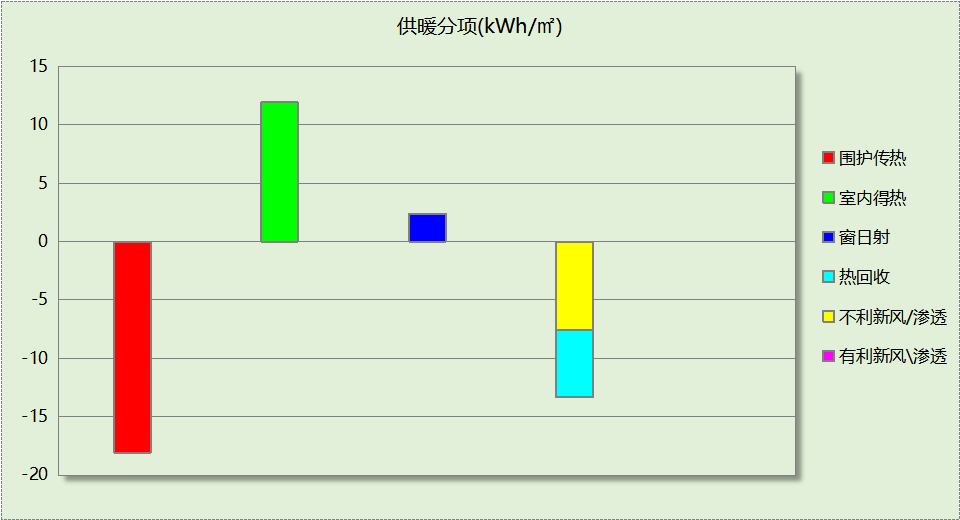 供暖分项(kWh/㎡)
15
10
5
0
-5
-10
-15
-20
围护传热
室内得热
窗日射
热回收
不利新风/渗透
有利新风\渗透